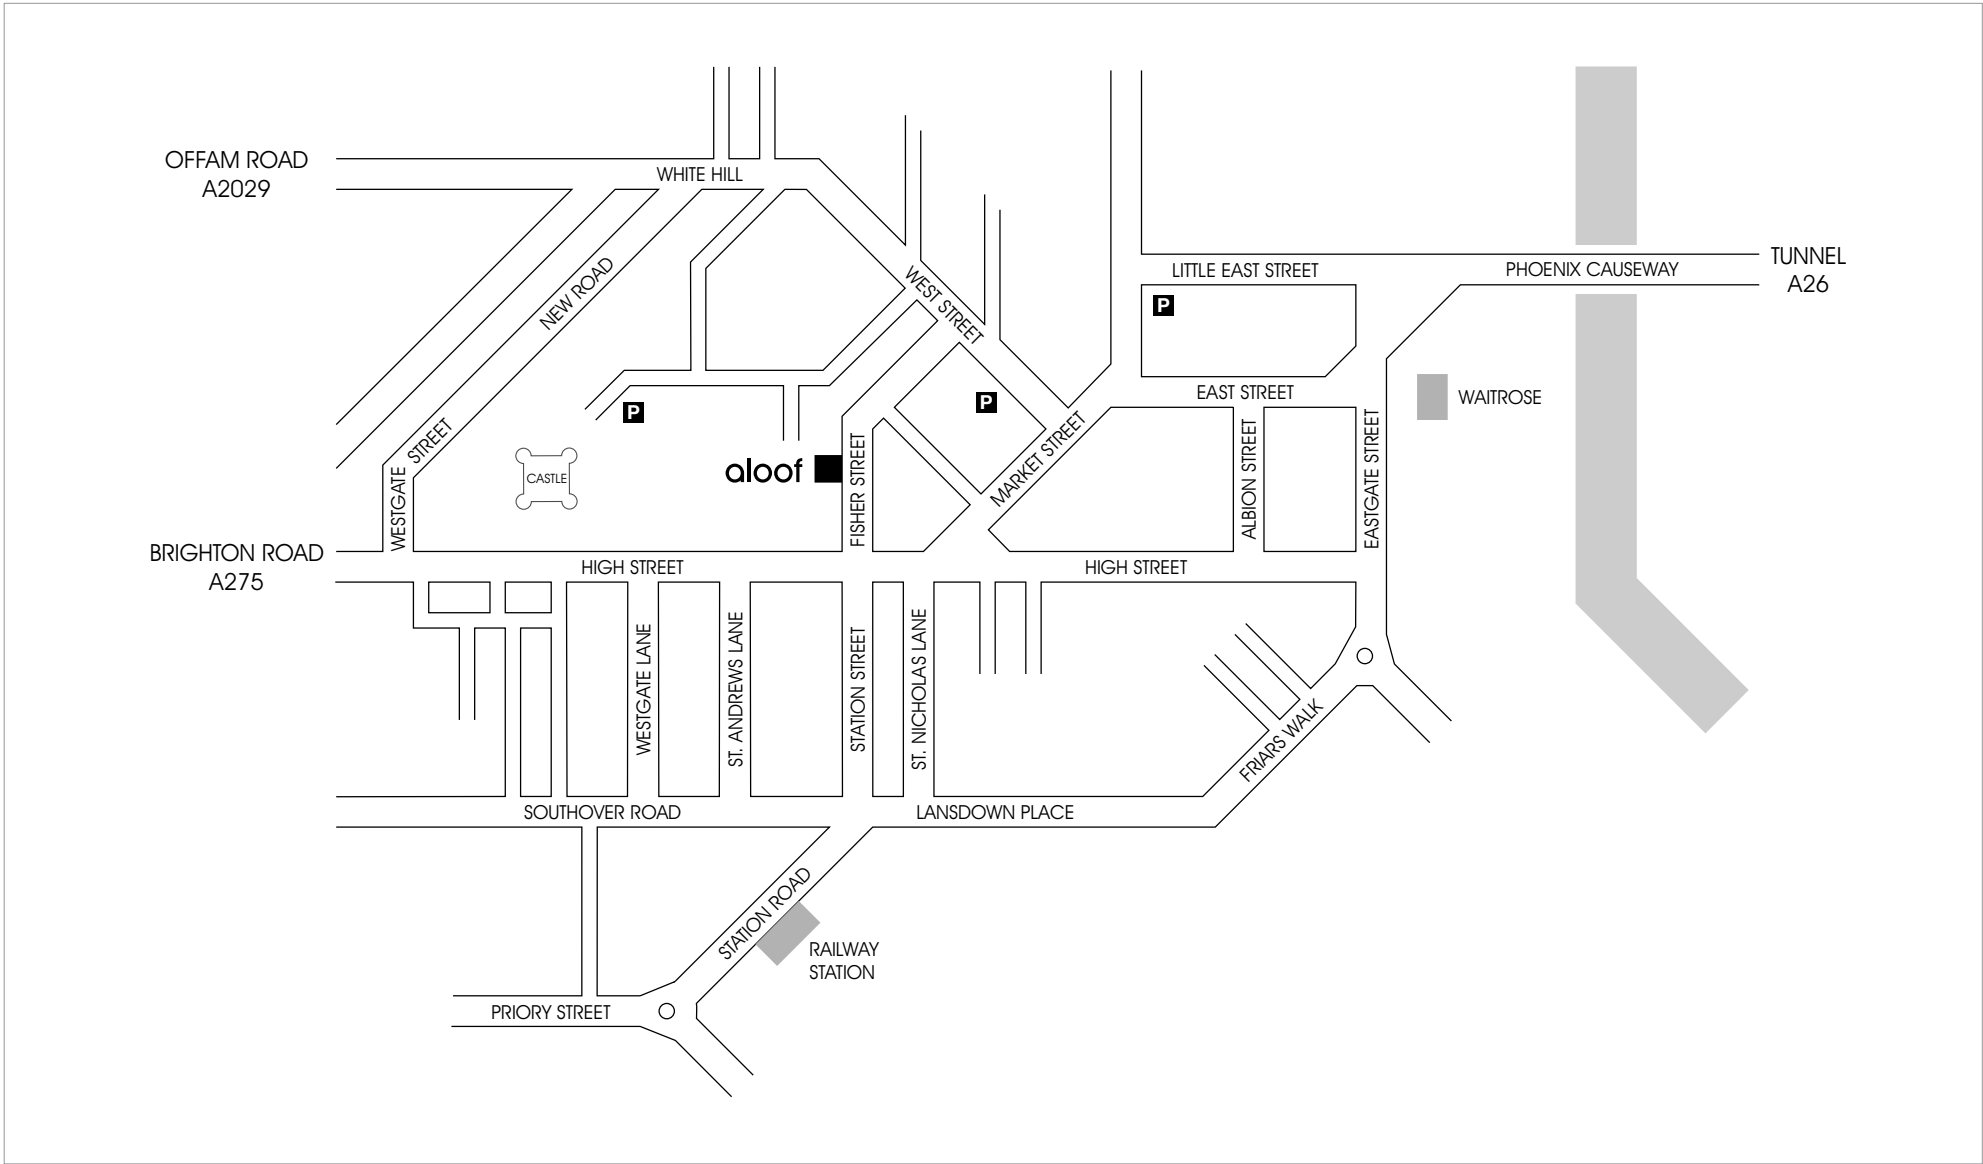 OFFAM ROAD
A2029
WHITE HILL
WEST STREET
LITTLE EAST STREET
PHOENIX CAUSEWAY
TUNNEL
A26
NEW ROAD
P
P
P
EAST STREET
WAITROSE
WESTGATE STREET
CASTLE
aloof
FISHER STREET
MARKET STREET
ALBION STREET
EASTGATE STREET
BRIGHTON ROAD
A275
HIGH STREET
HIGH STREET
WESTGATE LANE
ST. ANDREWS LANE
STATION STREET
ST. NICHOLAS LANE
FRIARS WALK
SOUTHOVER ROAD
LANSDOWN PLACE
STATION ROAD
RAILWAY
STATION
PRIORY STREET